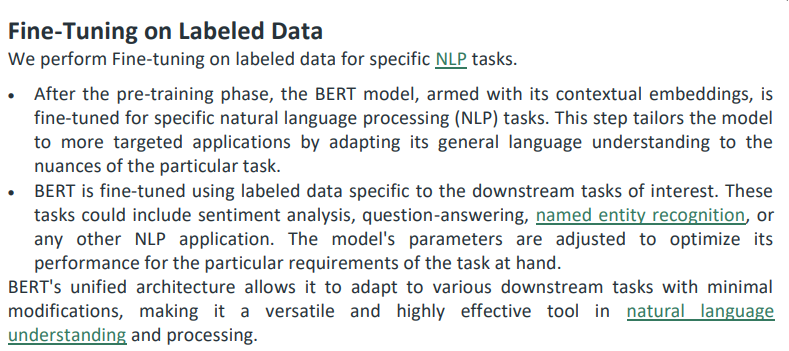 Fine-Tuning on Labeled Data
We perform Fine-tuning on labeled data for specific NLP tasks.
• After the pre-training phase, the BERT model, armed with its contextual embeddings, is
fine-tuned for specific natural language processing (NLP) tasks. This step tailors the model
to more targeted applications by adapting its general language understanding to the
nuances of the particular task.
• BERT is fine-tuned using labeled data specific to the downstream tasks of interest. These
tasks could include sentiment analysis, question-answering, named entity recognition, or
any other NLP application. The model's parameters are adjusted to optimize its
performance for the particular requirements of the task at hand.
BERT's unified architecture allows it to adapt to various downstream tasks with minimal
modifications, making it a versatile and highly effective tool in natural language
understanding and processing.